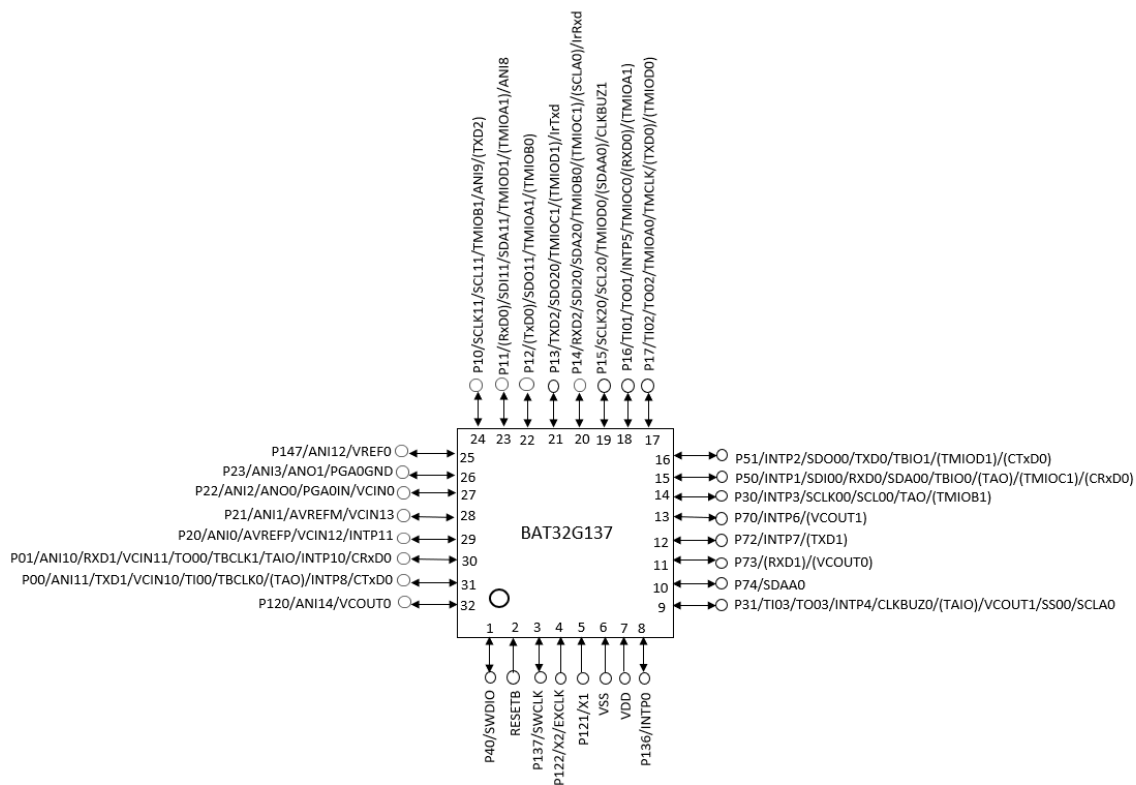 P10/SCLK11/SCL11/TMIOB1/ANI9/(TXD2)
P11/(RxD0)/SDI11/SDA11/TMIOD1/(TMIOA1)/ANI8
P12/(TxD0)/SDO11/TMIOA1/(TMIOB0)
P13/TXD2/SDO20/TMIOC1/(TMIOD1)/IrTxd
P14/RXD2/SDI20/SDA20/TMIOB0/(TMIOC1)/(SCLA0)/IrRxd
P15/SCLK20/SCL20/TMIOD0/(SDAA0)/CLKBUZ1
P16/TI01/TO01/INTP5/TMIOC0/(RXD0)/(TMIOA1)
P17/TI02/TO02/TMIOA0/TMCLK/(TXD0)/(TMIOD0)
24 23 22 21 20 19 18 17
P147/ANI12/VREF0 25
P23/ANI3/ANO1/PGA0GND 26
P22/ANI2/ANO0/PGA0IN/VCIN0 27
P21/ANI1/AVREFM/VCIN13 28
P20/ANI0/AVREFP/VCIN12/INTP11 29
P01/ANI10/RXD1/VCIN11/TO00/TBCLK1/TAIO/INTP10/CRxD0 30
P00/ANI11/TXD1/VCIN10/TI00/TBCLK0/(TAO)/INTP8/CTxD0 31
P120/ANI14/VCOUT0 32
BAT32G137
16 P51/INTP2/SDO00/TXD0/TBIO1/(TMIOD1)/(CTxD0)
15 P50/INTP1/SDI00/RXD0/SDA00/TBIO0/(TAO)/(TMIOC1)/(CRxD0)
14 P30/INTP3/SCLK00/SCL00/TAO/(TMIOB1)
13 P70/INTP6/(VCOUT1)
12 P72/INTP7/(TXD1)
11 P73/(RXD1)/(VCOUT0)
10 P74/SDAA0
9 P31/TI03/TO03/INTP4/CLKBUZ0/(TAIO)/VCOUT1/SS00/SCLA0
1 2 3 4 5 6 7 8
P40/SWDIO
RESETB
P137/SWCLK
P122/X2/EXCLK
P121/X1
VSS
VDD
P136/INTP0